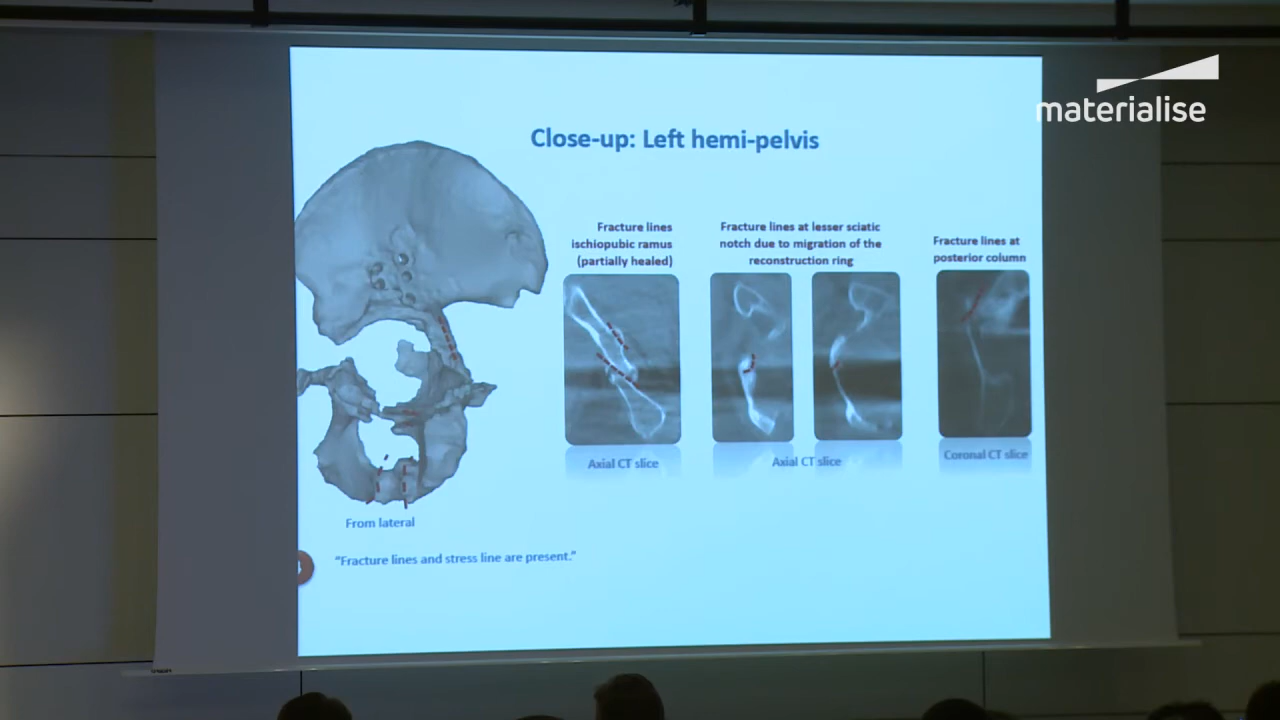 materialise
Close-up: Left hemi-pelvis
Fracture lines
ischiopubic ramus
(partially healed)
Fracture lines at lesser sciatic
notch due to migration of the
reconstruction ring
Fracture lines at
posterior column
Axial CT slice
Axial CT slice
Coronal CT slice
From lateral
“Fracture lines and stress line are present.”